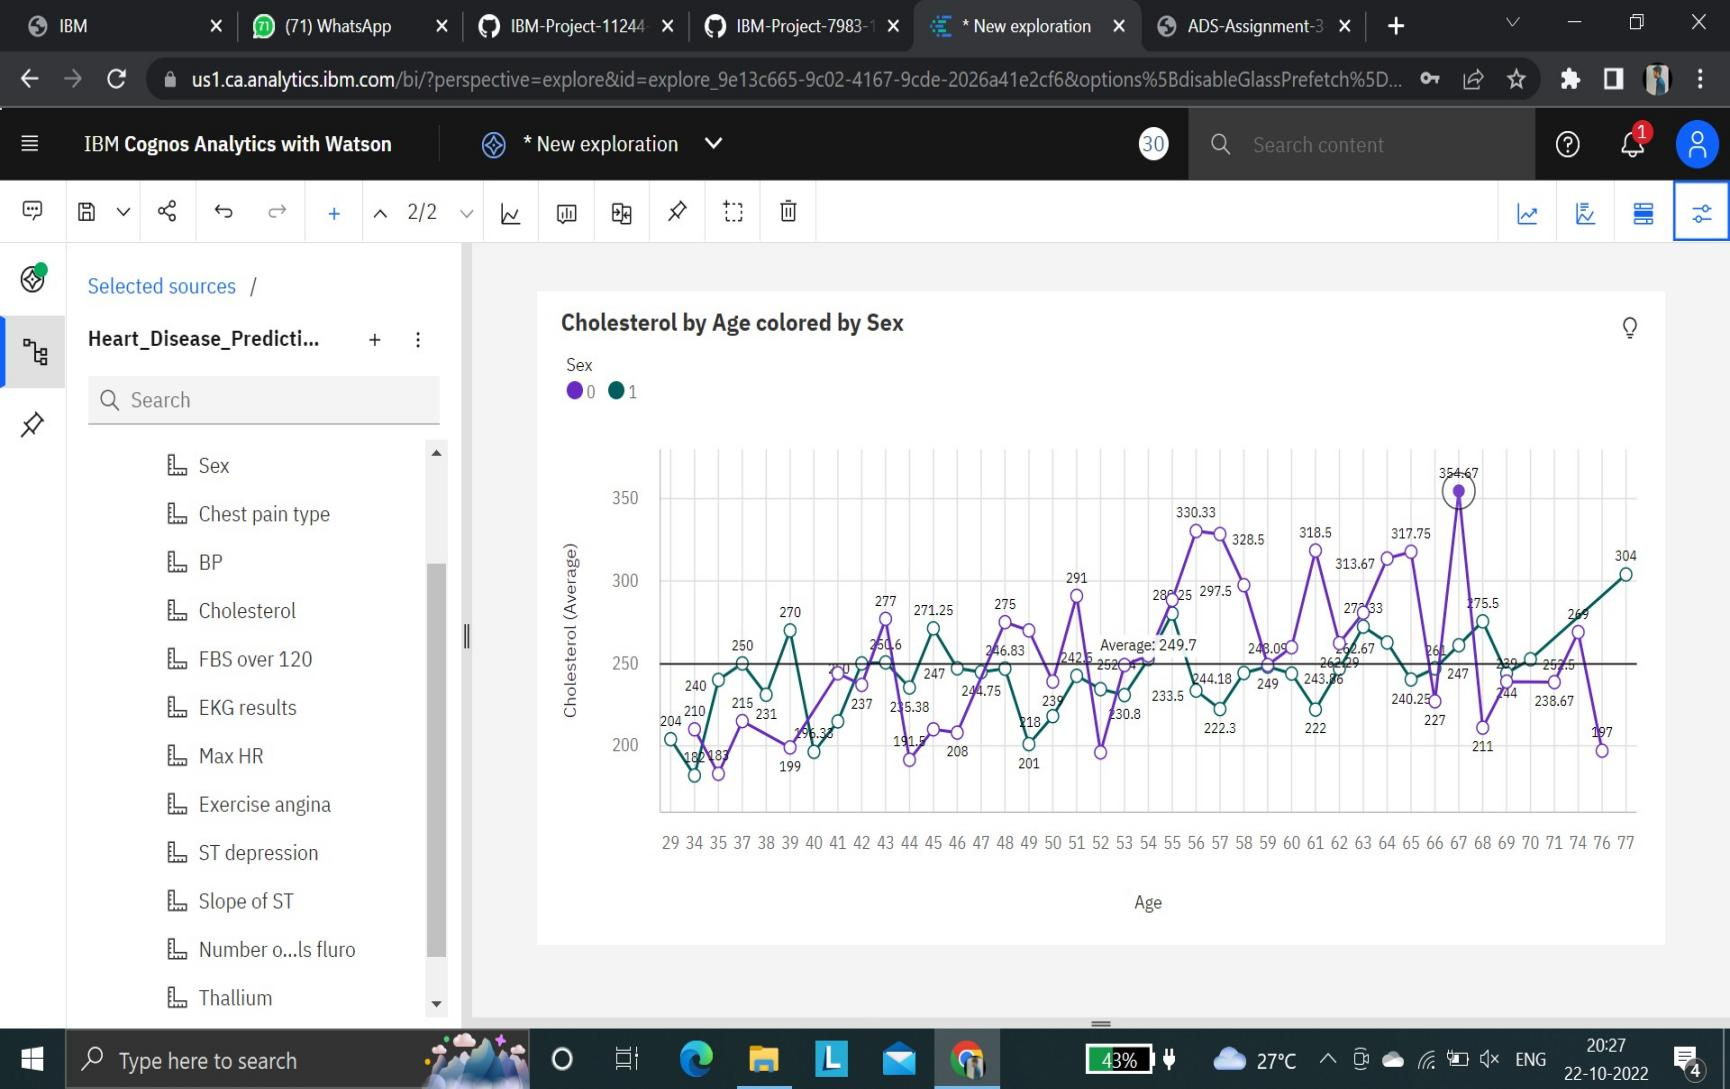 IBM
(71) WhatsApp
IBM-Project-11244-
IBM-Project-7983-1
* New exploration
ADS-Assignment-3
us1.ca.analytics.ibm.com/bi/?perspective=explore&id=explore_9e13c665-9c02-4167-9cde-2026a41e2cf6&options%5BdisableGlassPrefetch%5D...
IBM Cognos Analytics with Watson
* New exploration
30
Search content
1
2/2
Selected sources /
Heart_Disease_Predicti...
Search
Sex
Chest pain type
BP
Cholesterol
FBS over 120
EKG results
Max HR
Exercise angina
ST depression
Slope of ST
Number o...ls fluro
Thallium
Cholesterol by Age colored by Sex
Sex
0 1
Cholesterol (Average)
350
300
250
200
354.67
330.33
328.5
318.5
317.75
313.67
304
297.5
291
277
275
275.5
270
271.25
269
250
246.83
Average: 249.7
240
210
204
215
231
183
199
237
235.38
247
244.75
208
218
201
239
230.8
233.5
244.18
222.3
249
243.86
222
240.25
227
247
211
244
238.67
197
29 34 35 37 38 39 40 41 42 43 44 45 46 47 48 49 50 51 52 53 54 55 56 57 58 59 60 61 62 63 64 65 66 67 68 69 70 71 74 76 77
Age
Type here to search
L
43%
27°C
ENG
20:27
22-10-2022
4